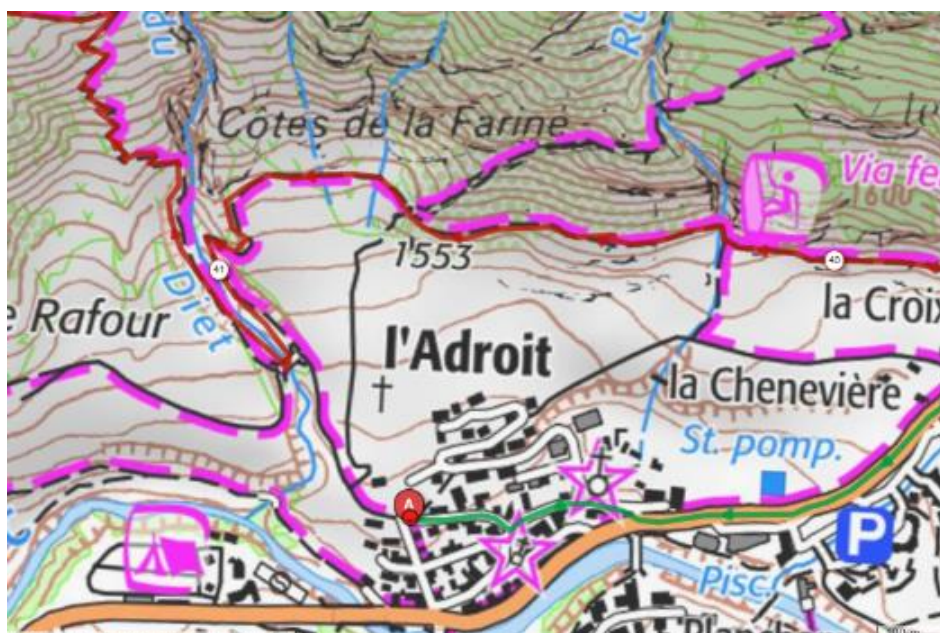 Côtes de la Farine
Via fe
1553
41
40
Diet
e Rafour
la Croix
l'Adroit
la Chenevière
St. pomp.
A
P
Pisc.